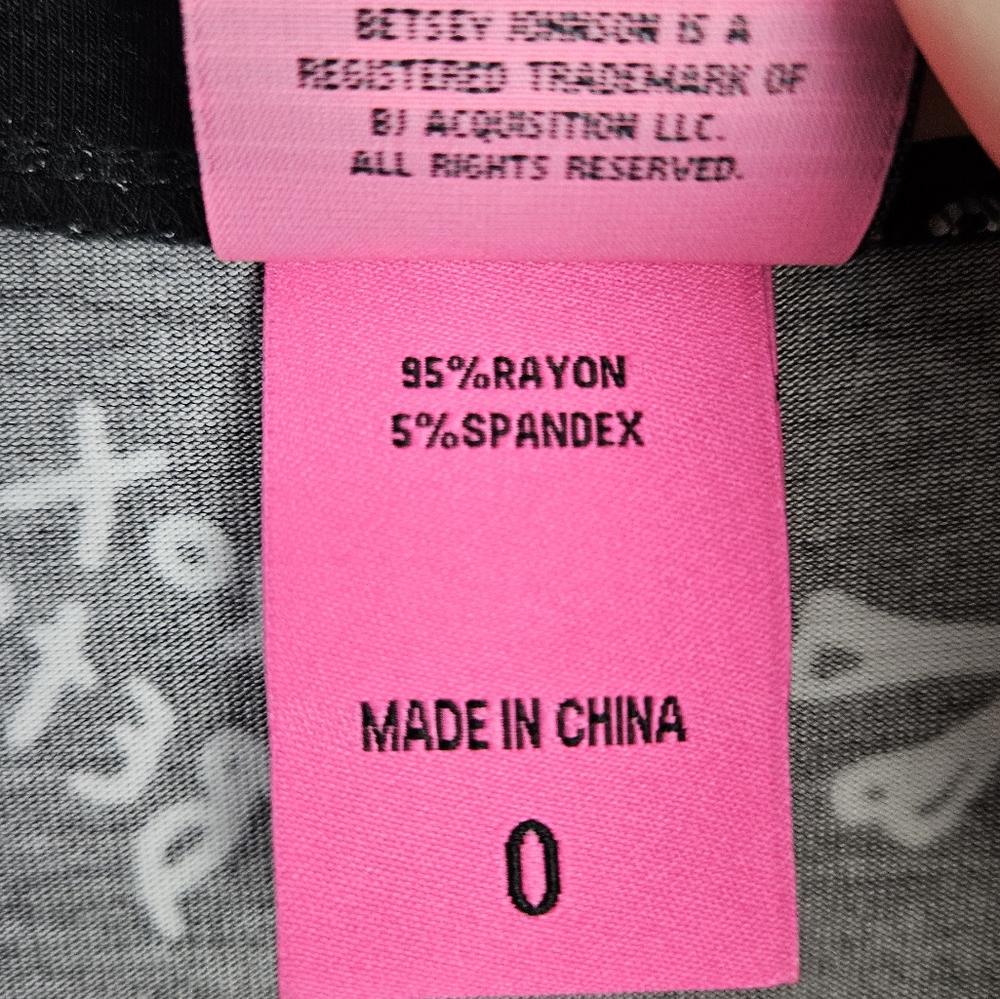 BETSEY JOHNSON IS A
REGISTERED TRADEMARK OF
BJ ACQUISITION LLC.
ALL RIGHTS RESERVED.
95%RAYON
5%SPANDEX
MADE IN CHINA
0